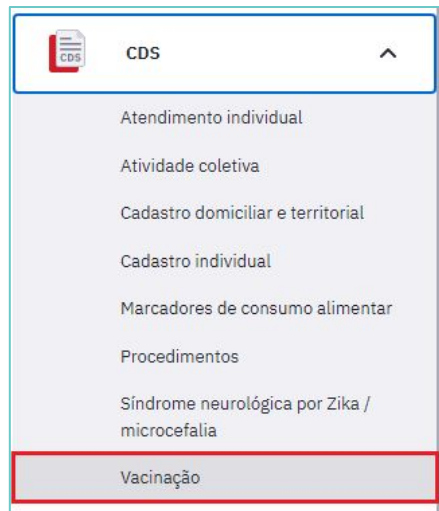 CDS
CDS
Atendimento individual
Atividade coletiva
Cadastro domiciliar e territorial
Cadastro individual
Marcadores de consumo alimentar
Procedimentos
Síndrome neurológica por Zika /
microcefalia
Vacinação